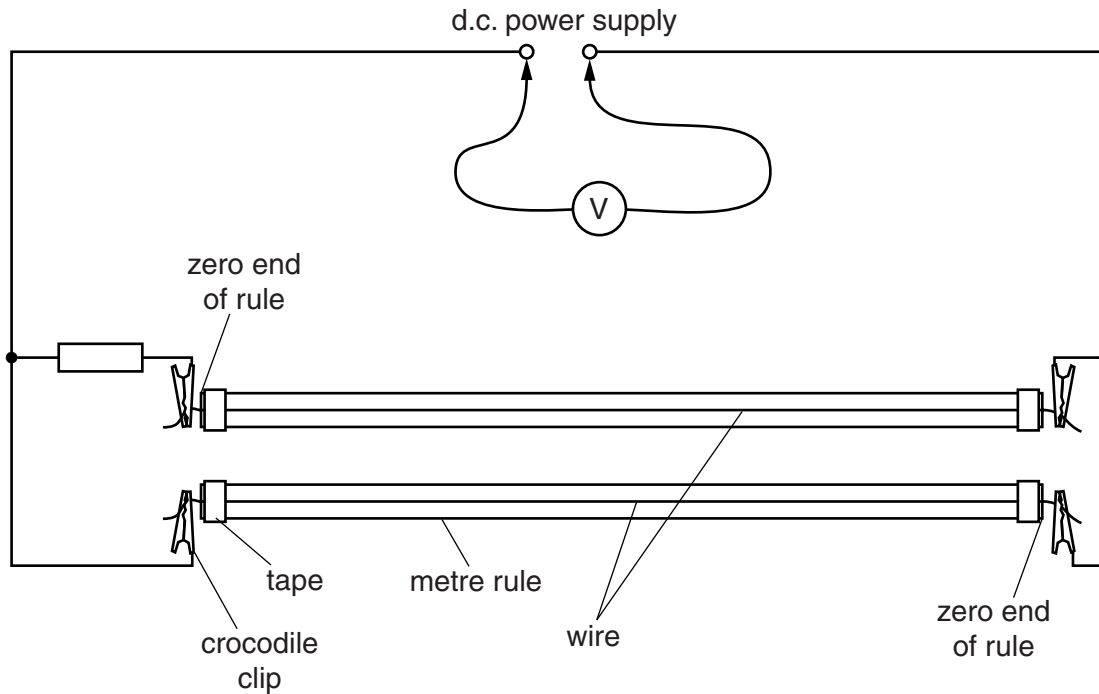 d.c. power supply
V
zero end
of rule
tape
metre rule
wire
crocodile
clip
zero end
of rule